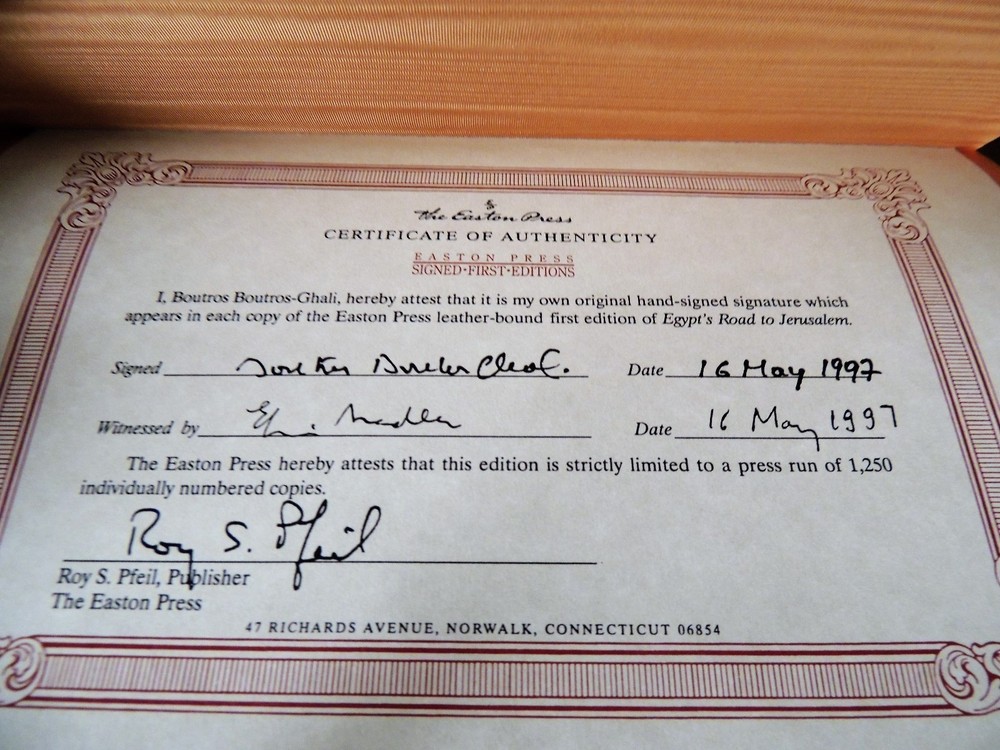 the Easton Press
CERTIFICATE OF AUTHENTICITY
EASTON PRESS
SIGNED·FIRST·EDITIONS
I, Boutros Boutros-Ghali, hereby attest that it is my own original hand-signed signature which
appears in each copy of the Easton Press leather-bound first edition of Egypt's Road to Jerusalem.
Signed Date 16 May 1997
Witnessed by Date 16 May 1997
The Easton Press hereby attests that this edition is strictly limited to a press run of 1,250
individually numbered copies.
Roy S. Pfeil
Roy S. Pfeil, Publisher
The Easton Press
47 RICHARDS AVENUE, NORWALK, CONNECTICUT 06854